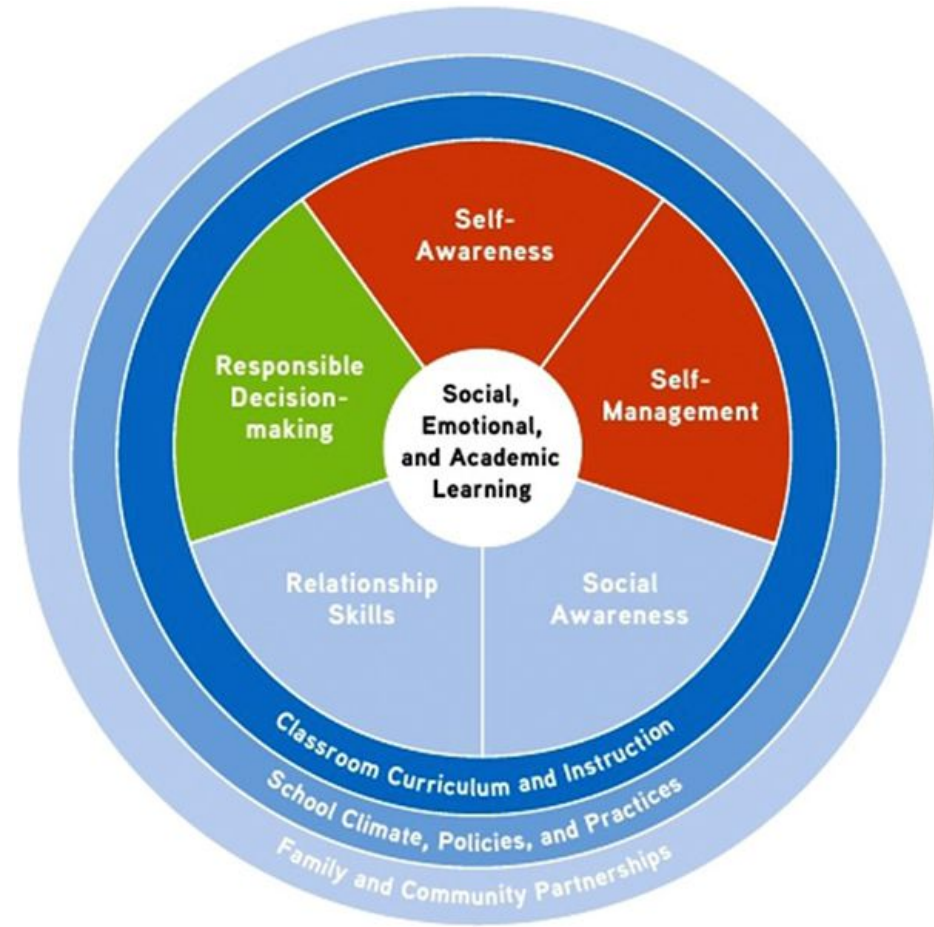 Self-
Awareness
Self-
Management
Social
Awareness
Relationship
Skills
Responsible
Decision-
making
Social,
Emotional,
and Academic
Learning
Classroom Curriculum and Instruction
School Climate, Policies, and Practices
Family and Community Partnerships